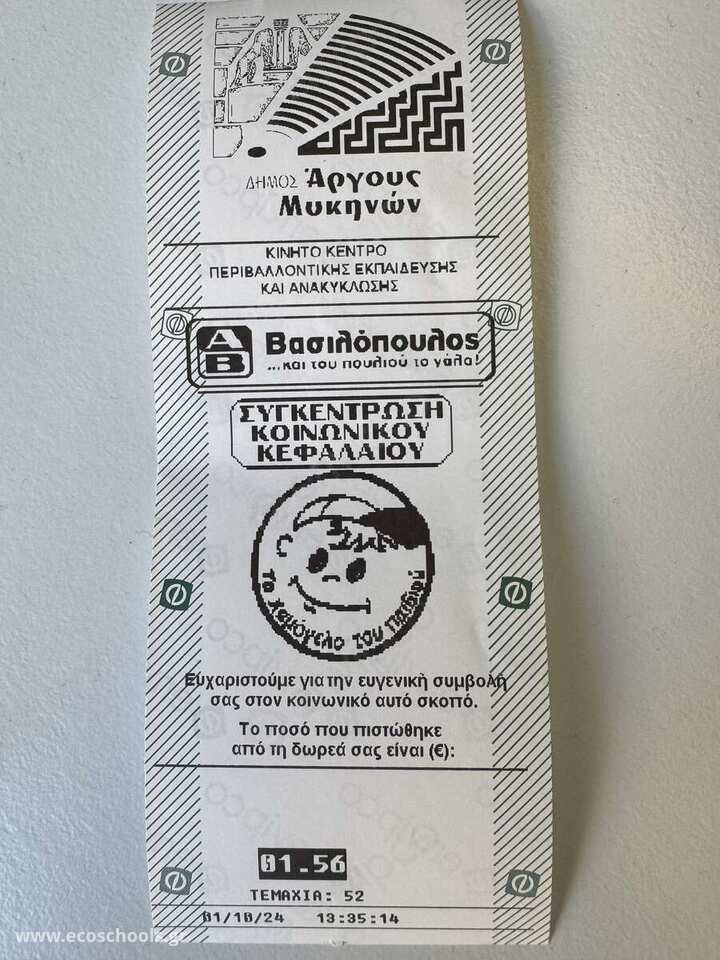 ΔΗΜΟΣ Άργους
Μυκηνών
ΚΙΝΗΤΟ ΚΕΝΤΡΟ
ΠΕΡΙΒΑΛΛΟΝΤΙΚΗΣ ΕΚΠΑΙΔΕΥΣΗΣ
ΚΑΙ ΑΝΑΚΥΚΛΩΣΗΣ
ΑΒ Βασιλόπουλος
...και του πουλιού το γάλα!
ΣΥΓΚΕΝΤΡΩΣΗ
ΚΟΙΝΩΝΙΚΟΥ
ΚΕΦΑΛΑΙΟΥ
Το χαμόγελο του παιδιού
Ευχαριστούμε για την ευγενική συμβολή
σας στον κοινωνικό αυτό σκοπό.
Το ποσό που πιστώθηκε
από τη δωρεά σας είναι (€):
01.56
ΤΕΜΑΧΙΑ: 52
01/10/24 13:35:14
www.ecoschools.gr